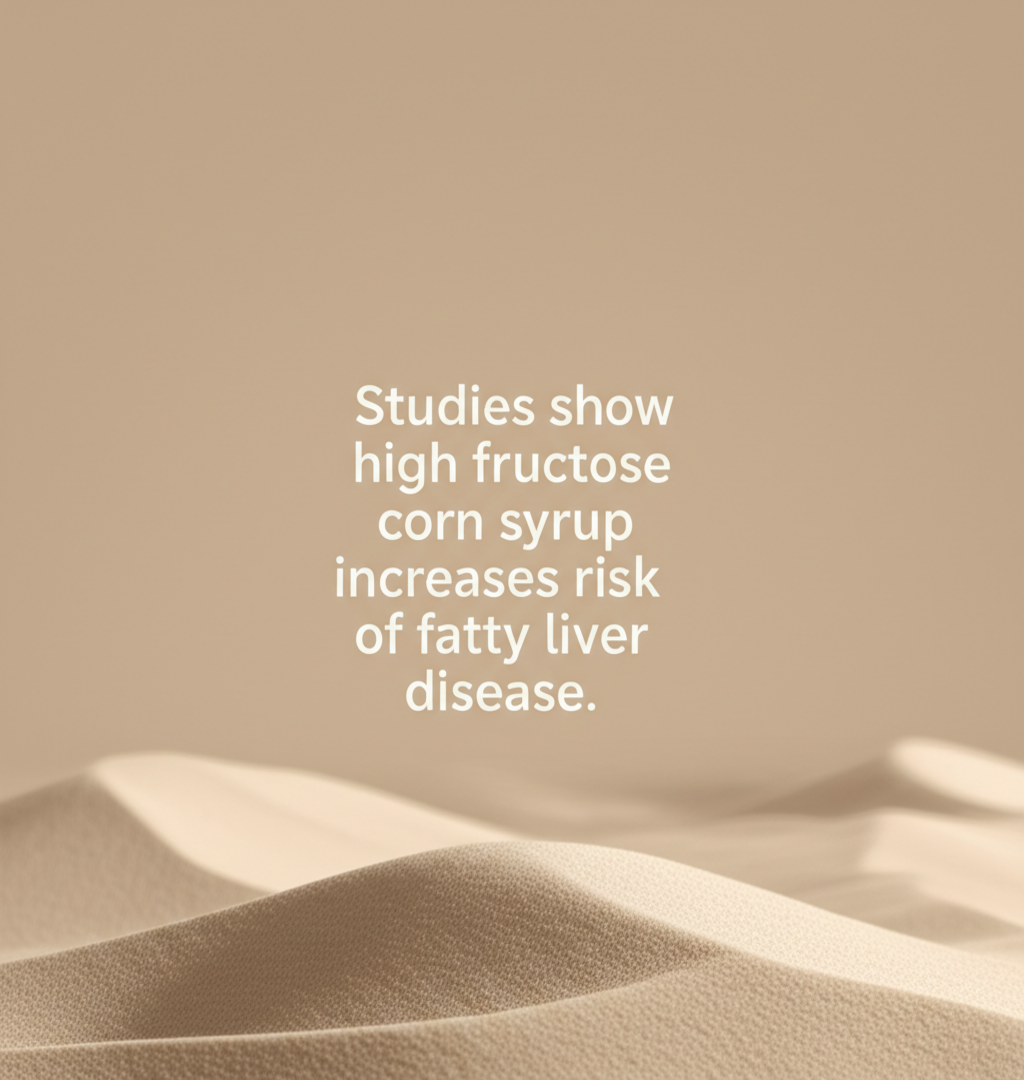 Studies show
high fructose
corn syrup
increases risk
of fatty liver
disease.